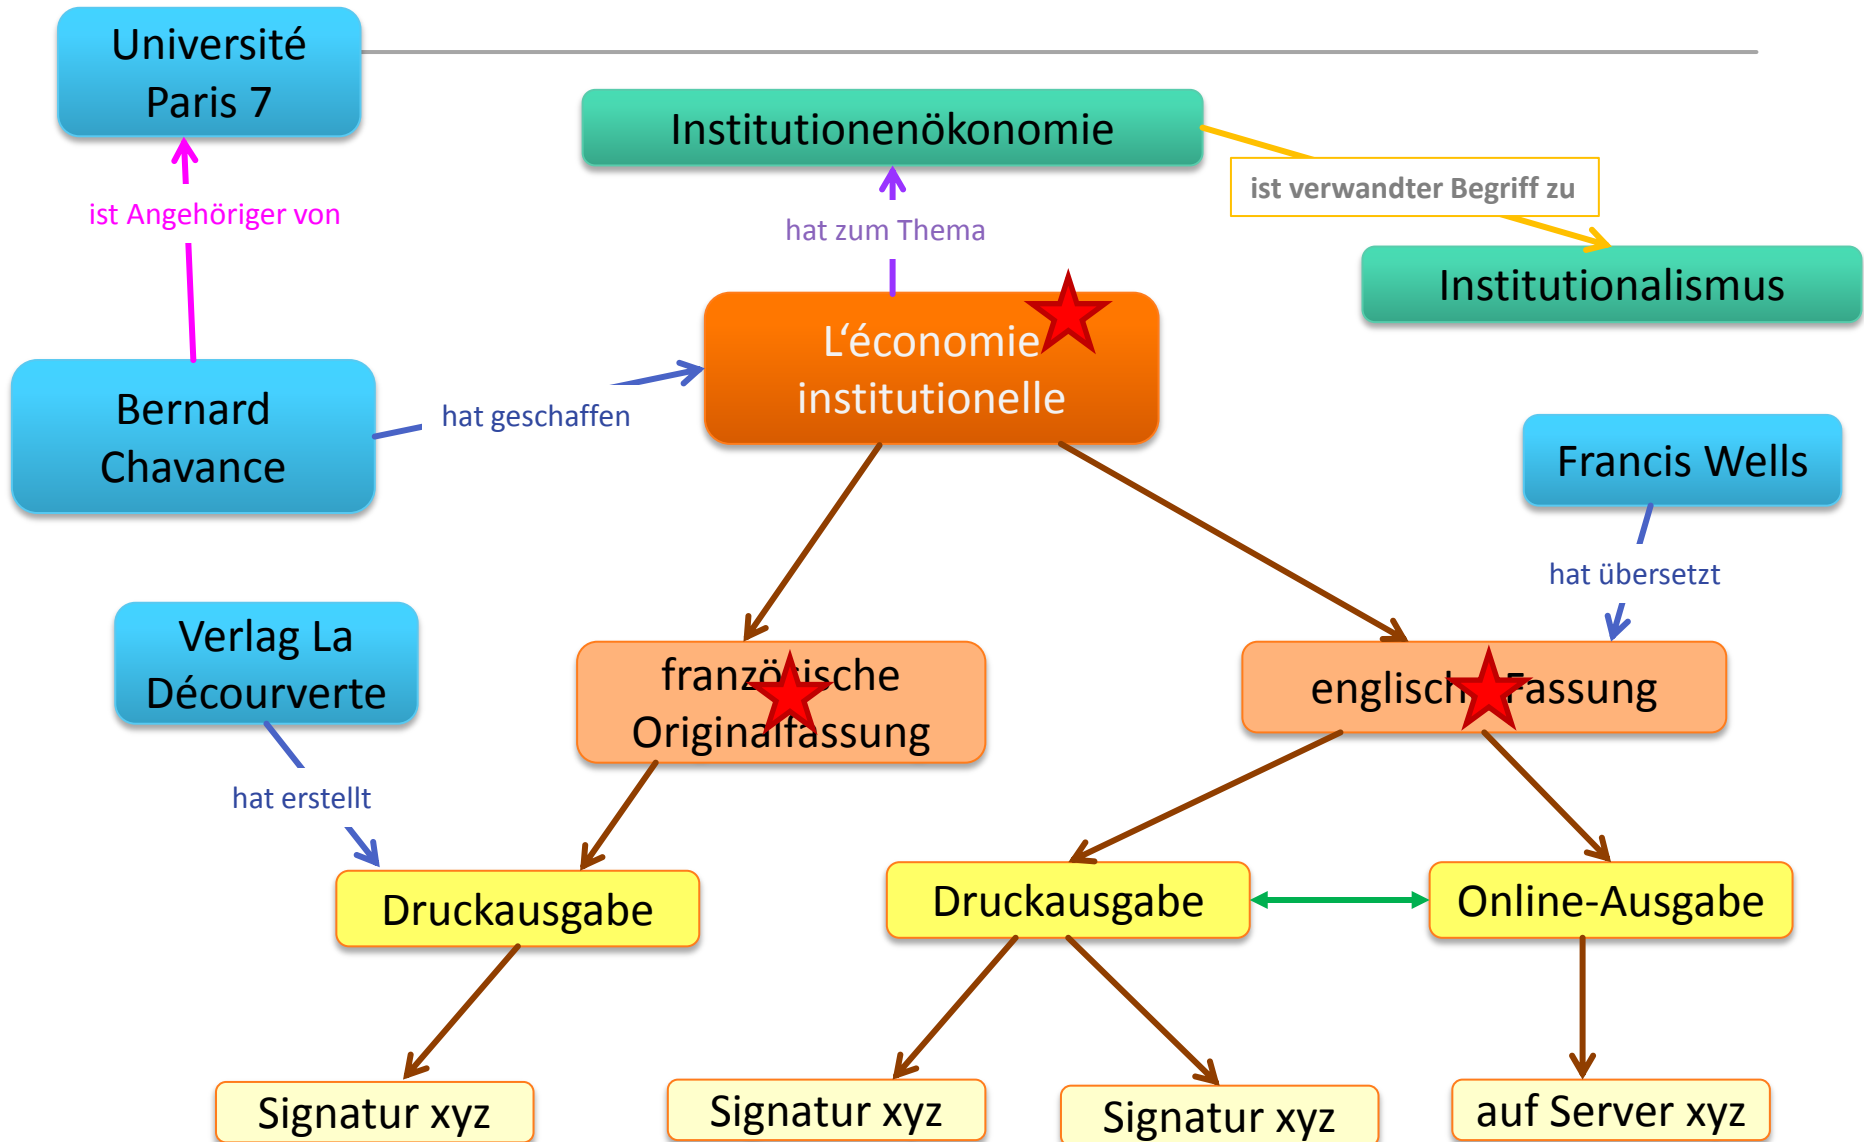 Université
Paris 7
Institutionenökonomie
ist verwandter Begriff zu
ist Angehöriger von
hat zum Thema
Institutionalismus
L‘économie
institutionelle
Bernard
Chavance
hat geschaffen
Francis Wells
hat übersetzt
Verlag La
Décourverte
französische
Originalfassung
englische Fassung
hat erstellt
Druckausgabe
Druckausgabe
Online-Ausgabe
Signatur xyz
Signatur xyz
Signatur xyz
auf Server xyz